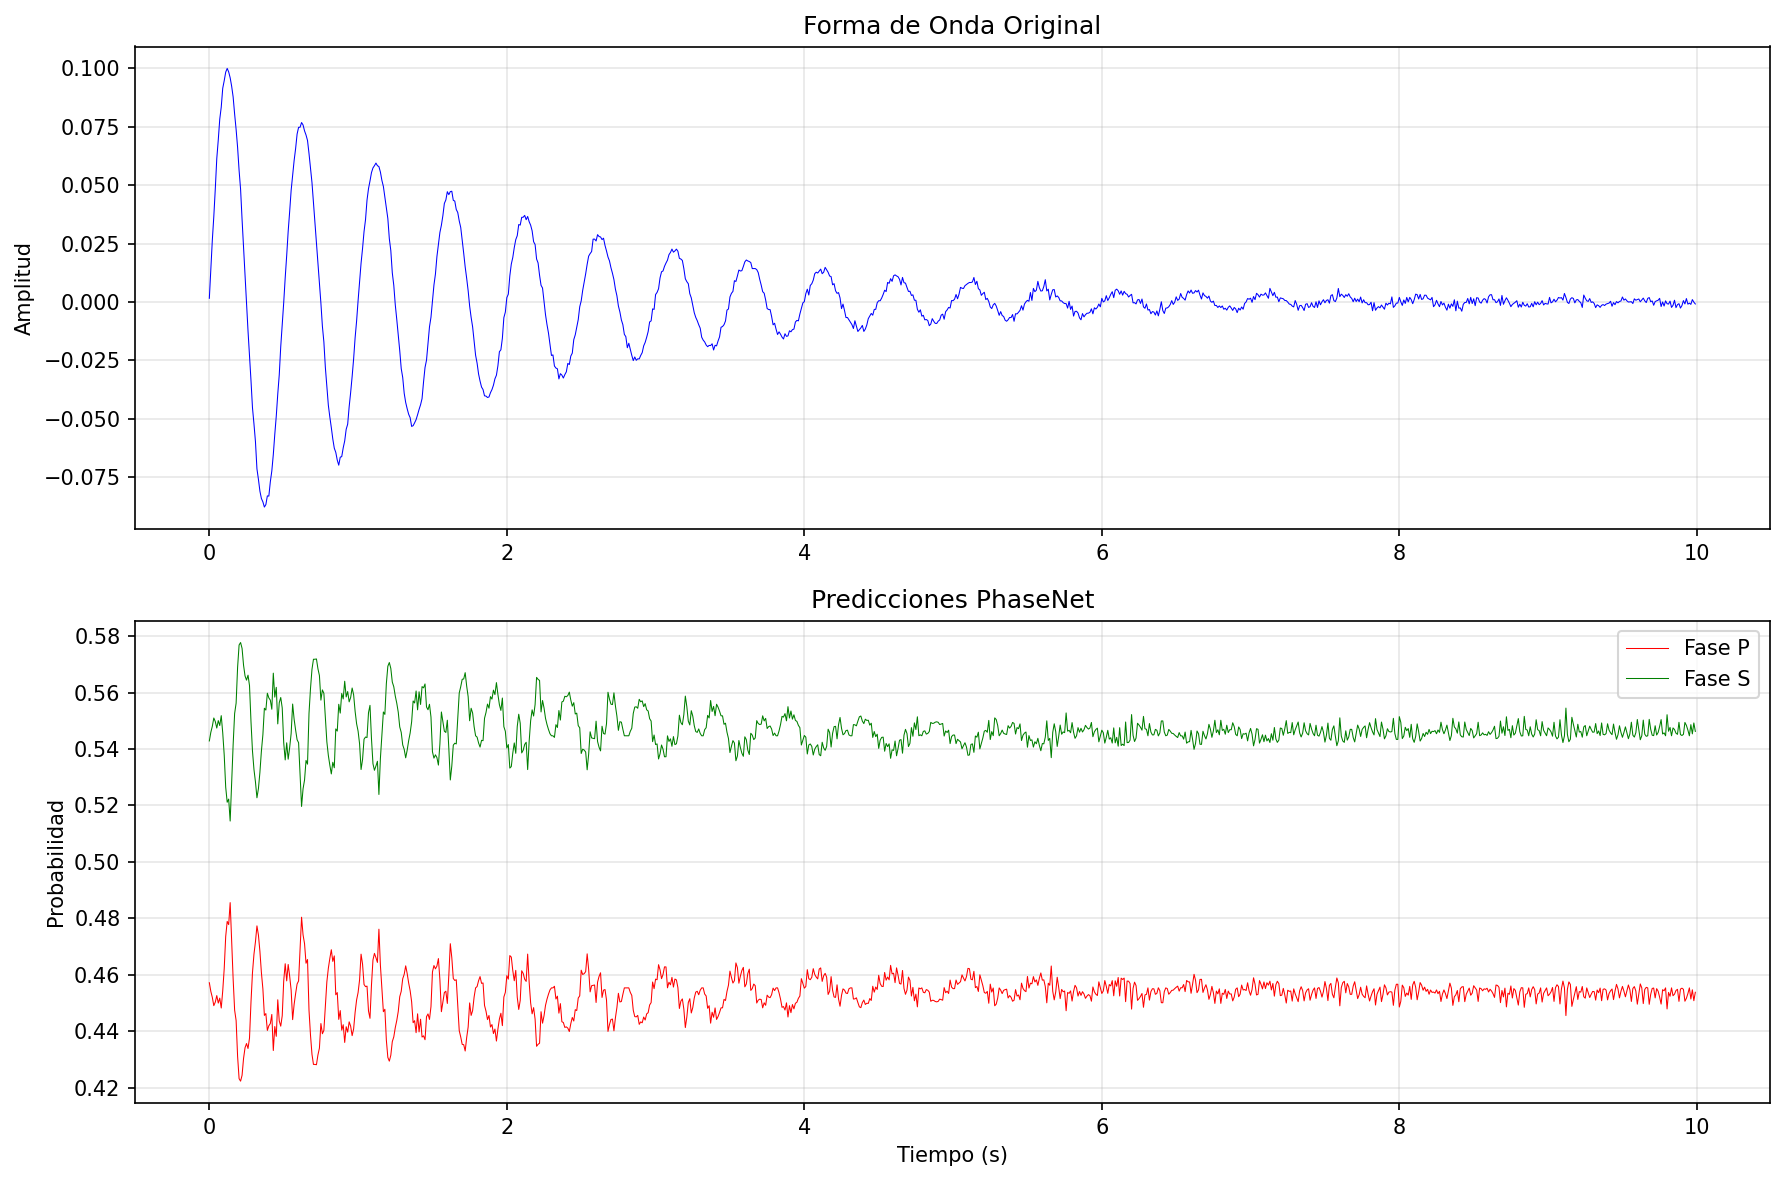 Forma de Onda Original
Amplitud
0.100
0.075
0.050
0.025
0.000
−0.025
−0.050
−0.075
0 2 4 6 8 10
Predicciones PhaseNet
Probabilidad
0.58
0.56
0.54
0.52
0.50
0.48
0.46
0.44
0.42
Fase P
Fase S
0 2 4 6 8 10
Tiempo (s)